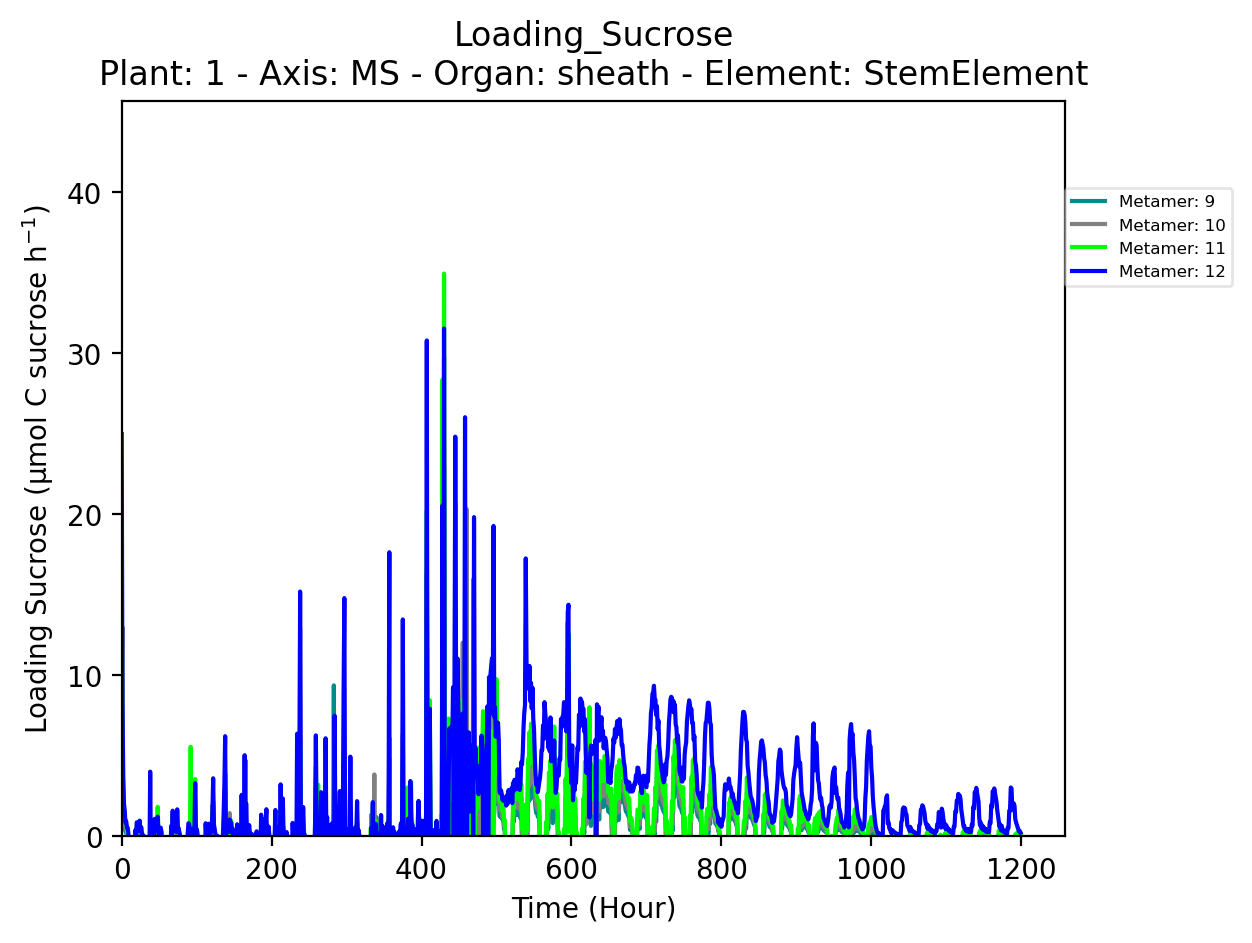 Loading_Sucrose
Plant: 1 - Axis: MS - Organ: sheath - Element: StemElement
Loading Sucrose (µmol C sucrose h⁻¹)
40
30
20
10
0
0 200 400 600 800 1000 1200
Time (Hour)
Metamer: 9
Metamer: 10
Metamer: 11
Metamer: 12